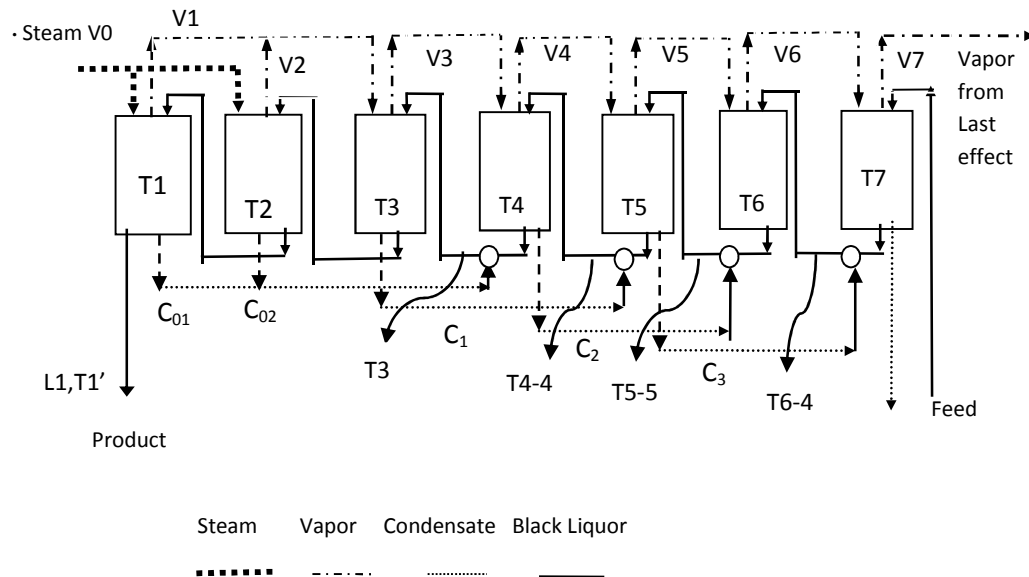 · Steam V0
V1
V2
V3
V4
V5
V6
V7
Vapor
from
Last
effect
T1
T2
T3
T4
T5
T6
T7
C01
C02
C1
C2
C3
T3
T4-4
T5-5
T6-4
L1,T1’
Product
Feed
Steam Vapor Condensate Black Liquor